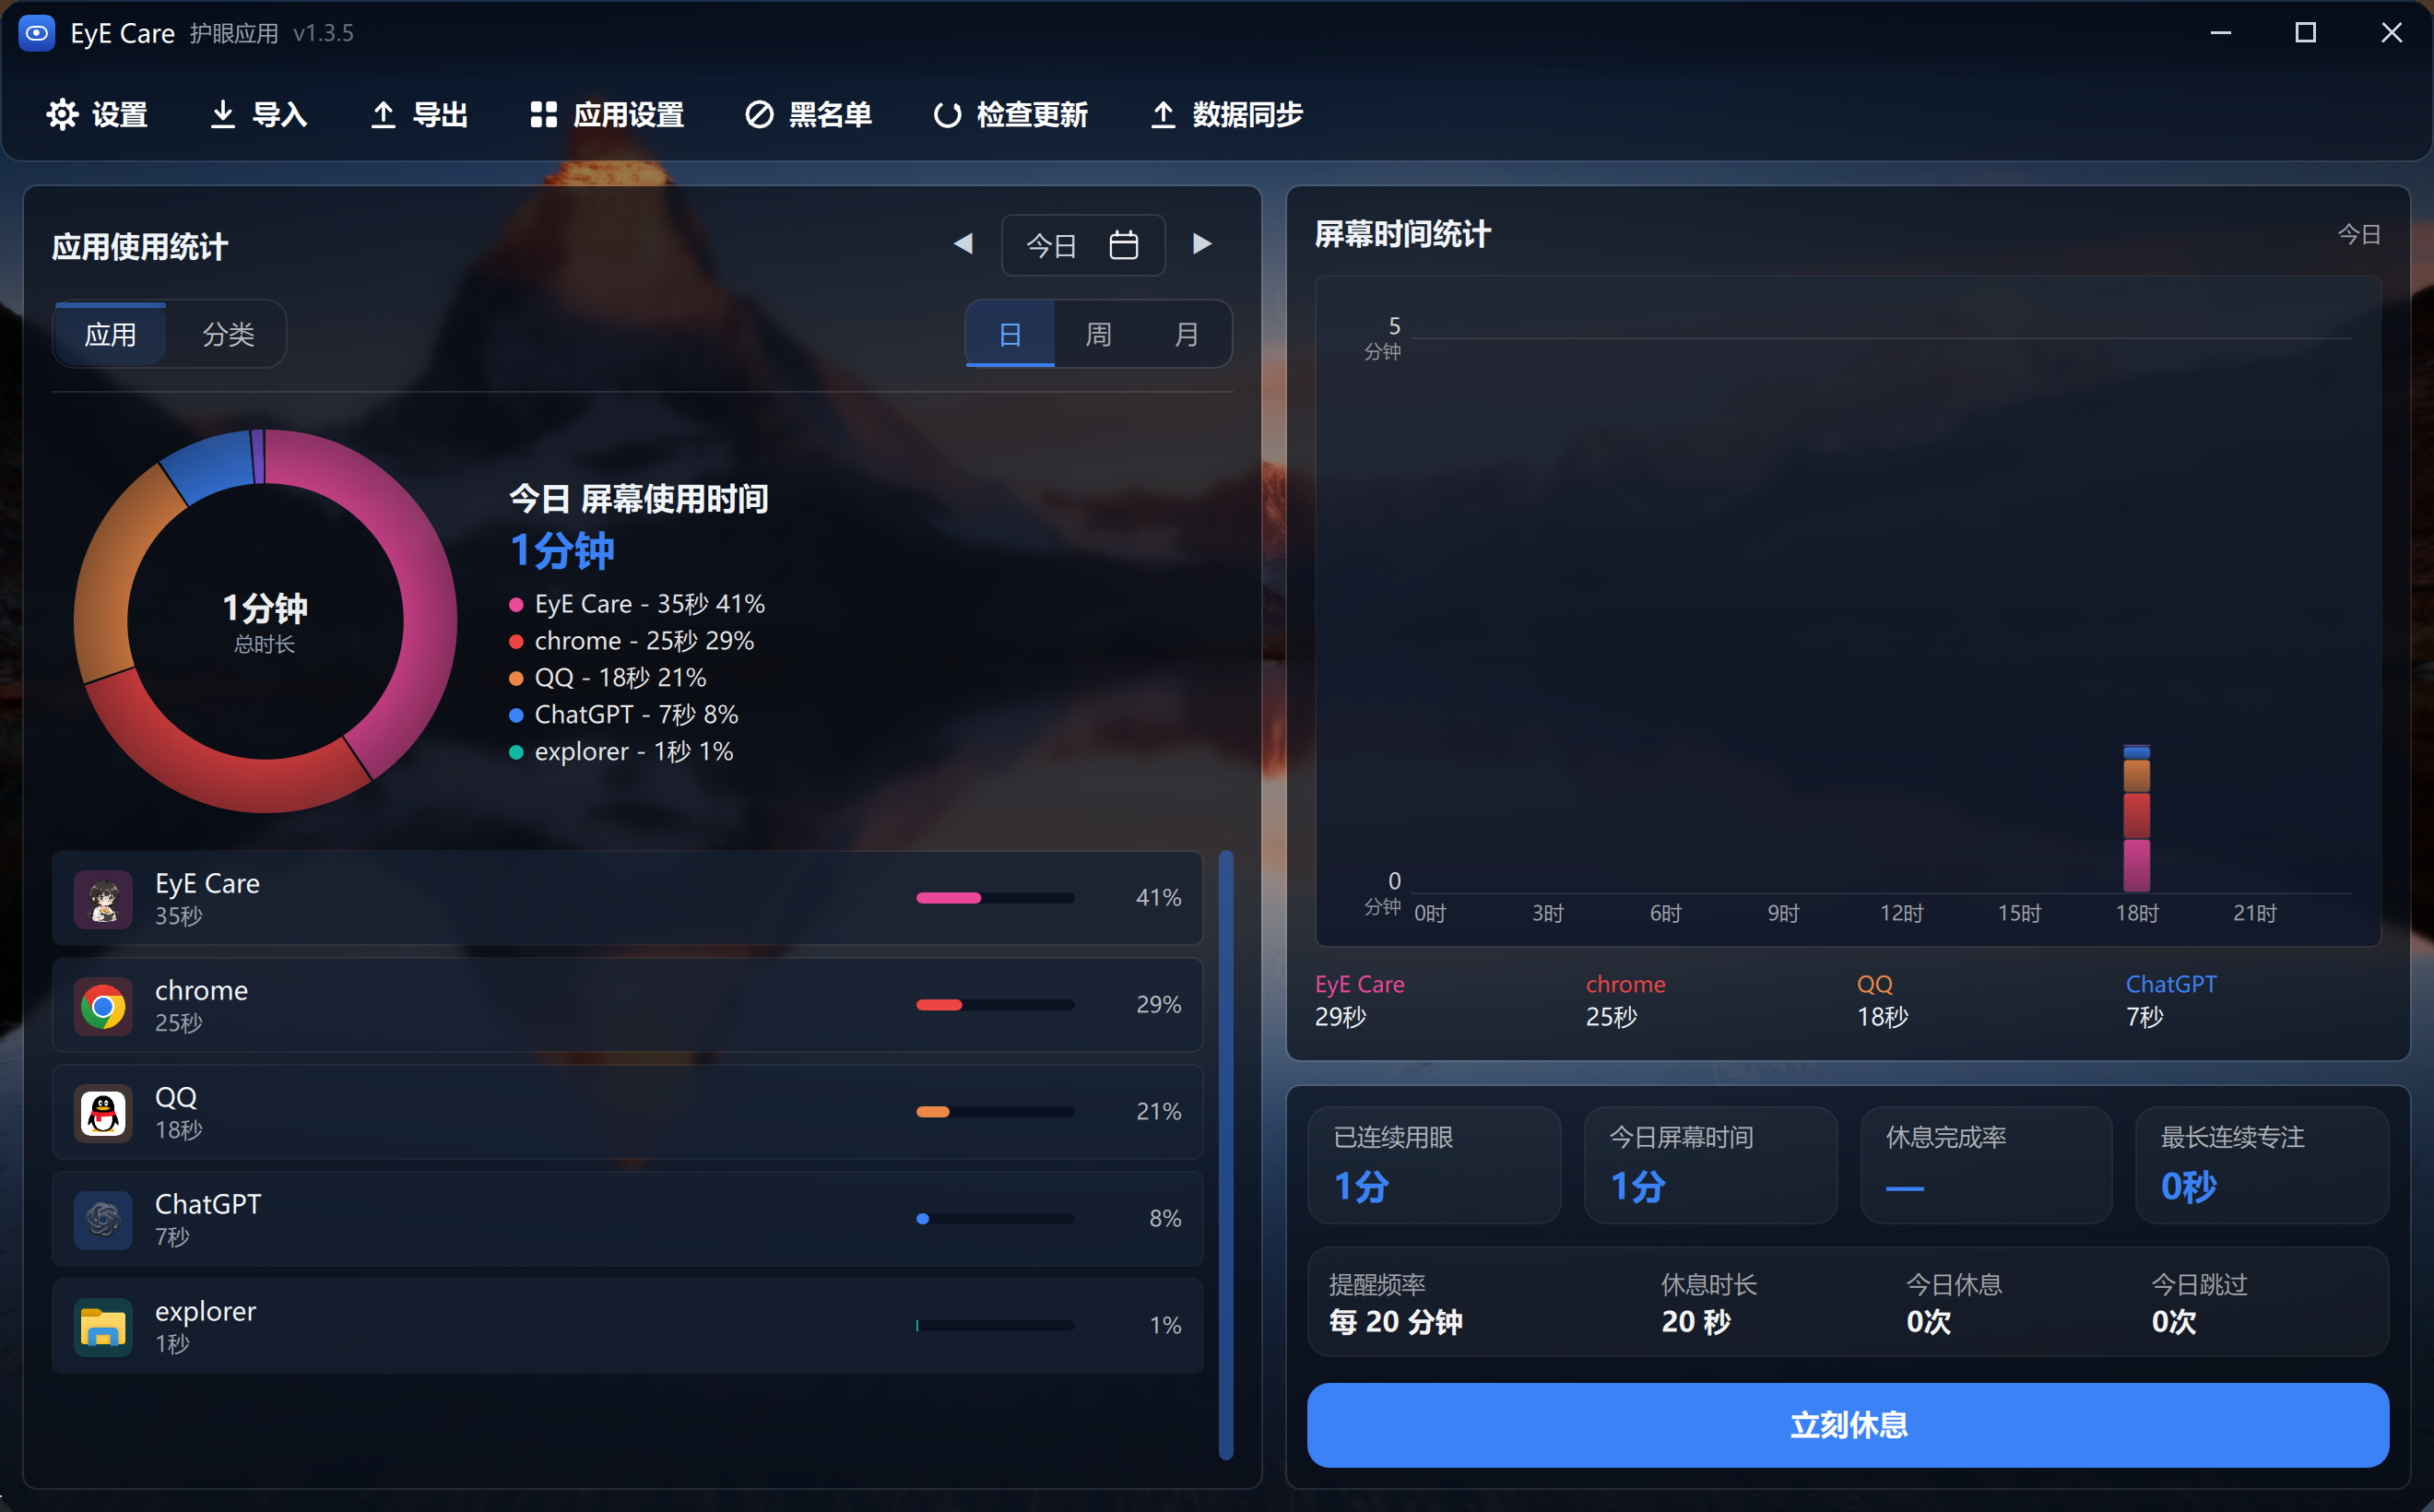 EyE Care 护眼应用 v1.3.5
设置 导入 导出 应用设置 黑名单 检查更新 数据同步
应用使用统计
今日
应用 分类
日 周 月
1分钟
总时长
今日 屏幕使用时间
1分钟
EyE Care - 35秒 41%
chrome - 25秒 29%
QQ - 18秒 21%
ChatGPT - 7秒 8%
explorer - 1秒 1%
EyE Care
35秒
41%
chrome
25秒
29%
QQ
18秒
21%
ChatGPT
7秒
8%
explorer
1秒
1%
屏幕时间统计
今日
5
分钟
0
分钟
0时 3时 6时 9时 12时 15时 18时 21时
EyE Care chrome QQ ChatGPT
29秒 25秒 18秒 7秒
已连续用眼 今日屏幕时间 休息完成率 最长连续专注
1分 1分 — 0秒
提醒频率 休息时长 今日休息 今日跳过
每 20 分钟 20 秒 0次 0次
立刻休息